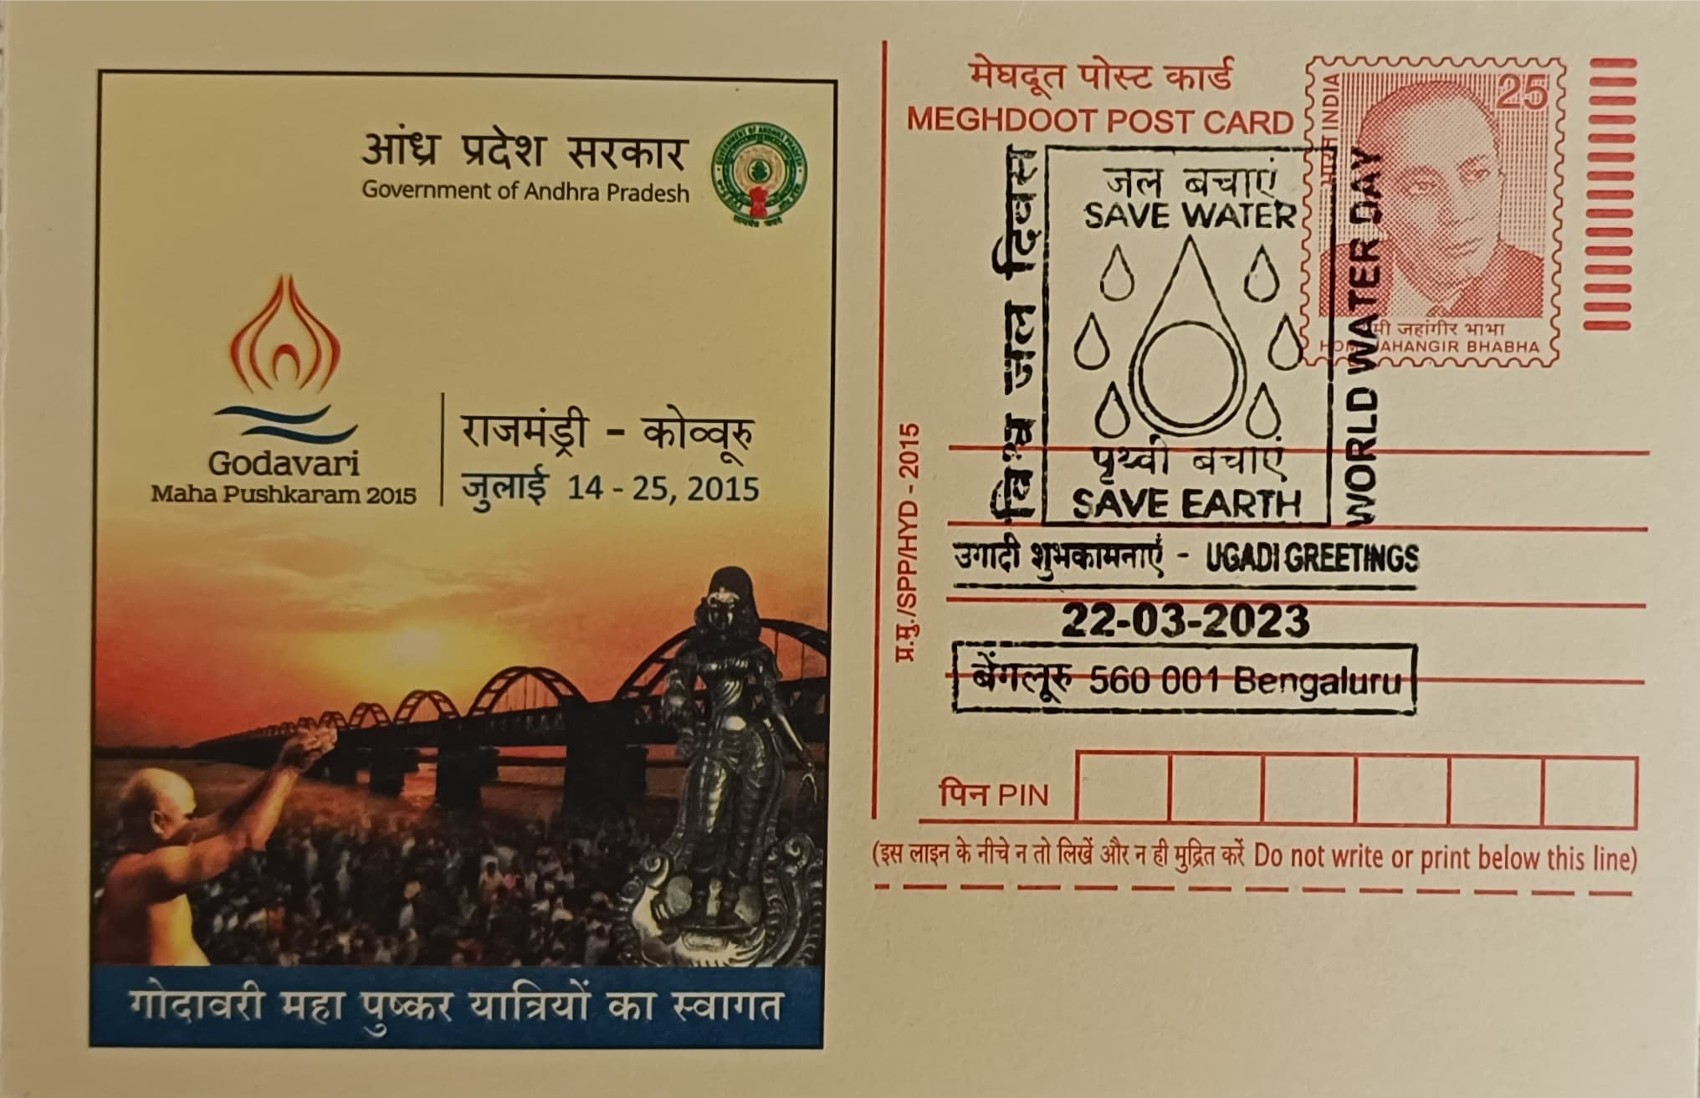 आंध्र प्रदेश सरकार
Government of Andhra Pradesh
Godavari
Maha Pushkaram 2015
राजमंड्री - कोव्वूरु
जुलाई 14 - 25, 2015
गोदावरी महा पुष्कर यात्रियों का स्वागत
मेघदूत पोस्ट कार्ड
MEGHDOOT POST CARD
25
भारत INDIA
जहांगीर भाभा
JAHANGIR BHABHA
विश्व जल दिवस
जल बचाएं
SAVE WATER
पृथ्वी बचाएं
SAVE EARTH
WORLD WATER DAY
उगादी शुभकामनाएं - UGADI GREETINGS
22-03-2023
बेंगलूरु 560 001 Bengaluru
प्र.मु./SPP/HYD - 2015
पिन PIN
(इस लाइन के नीचे न तो लिखें और न ही मुद्रित करें Do not write or print below this line)